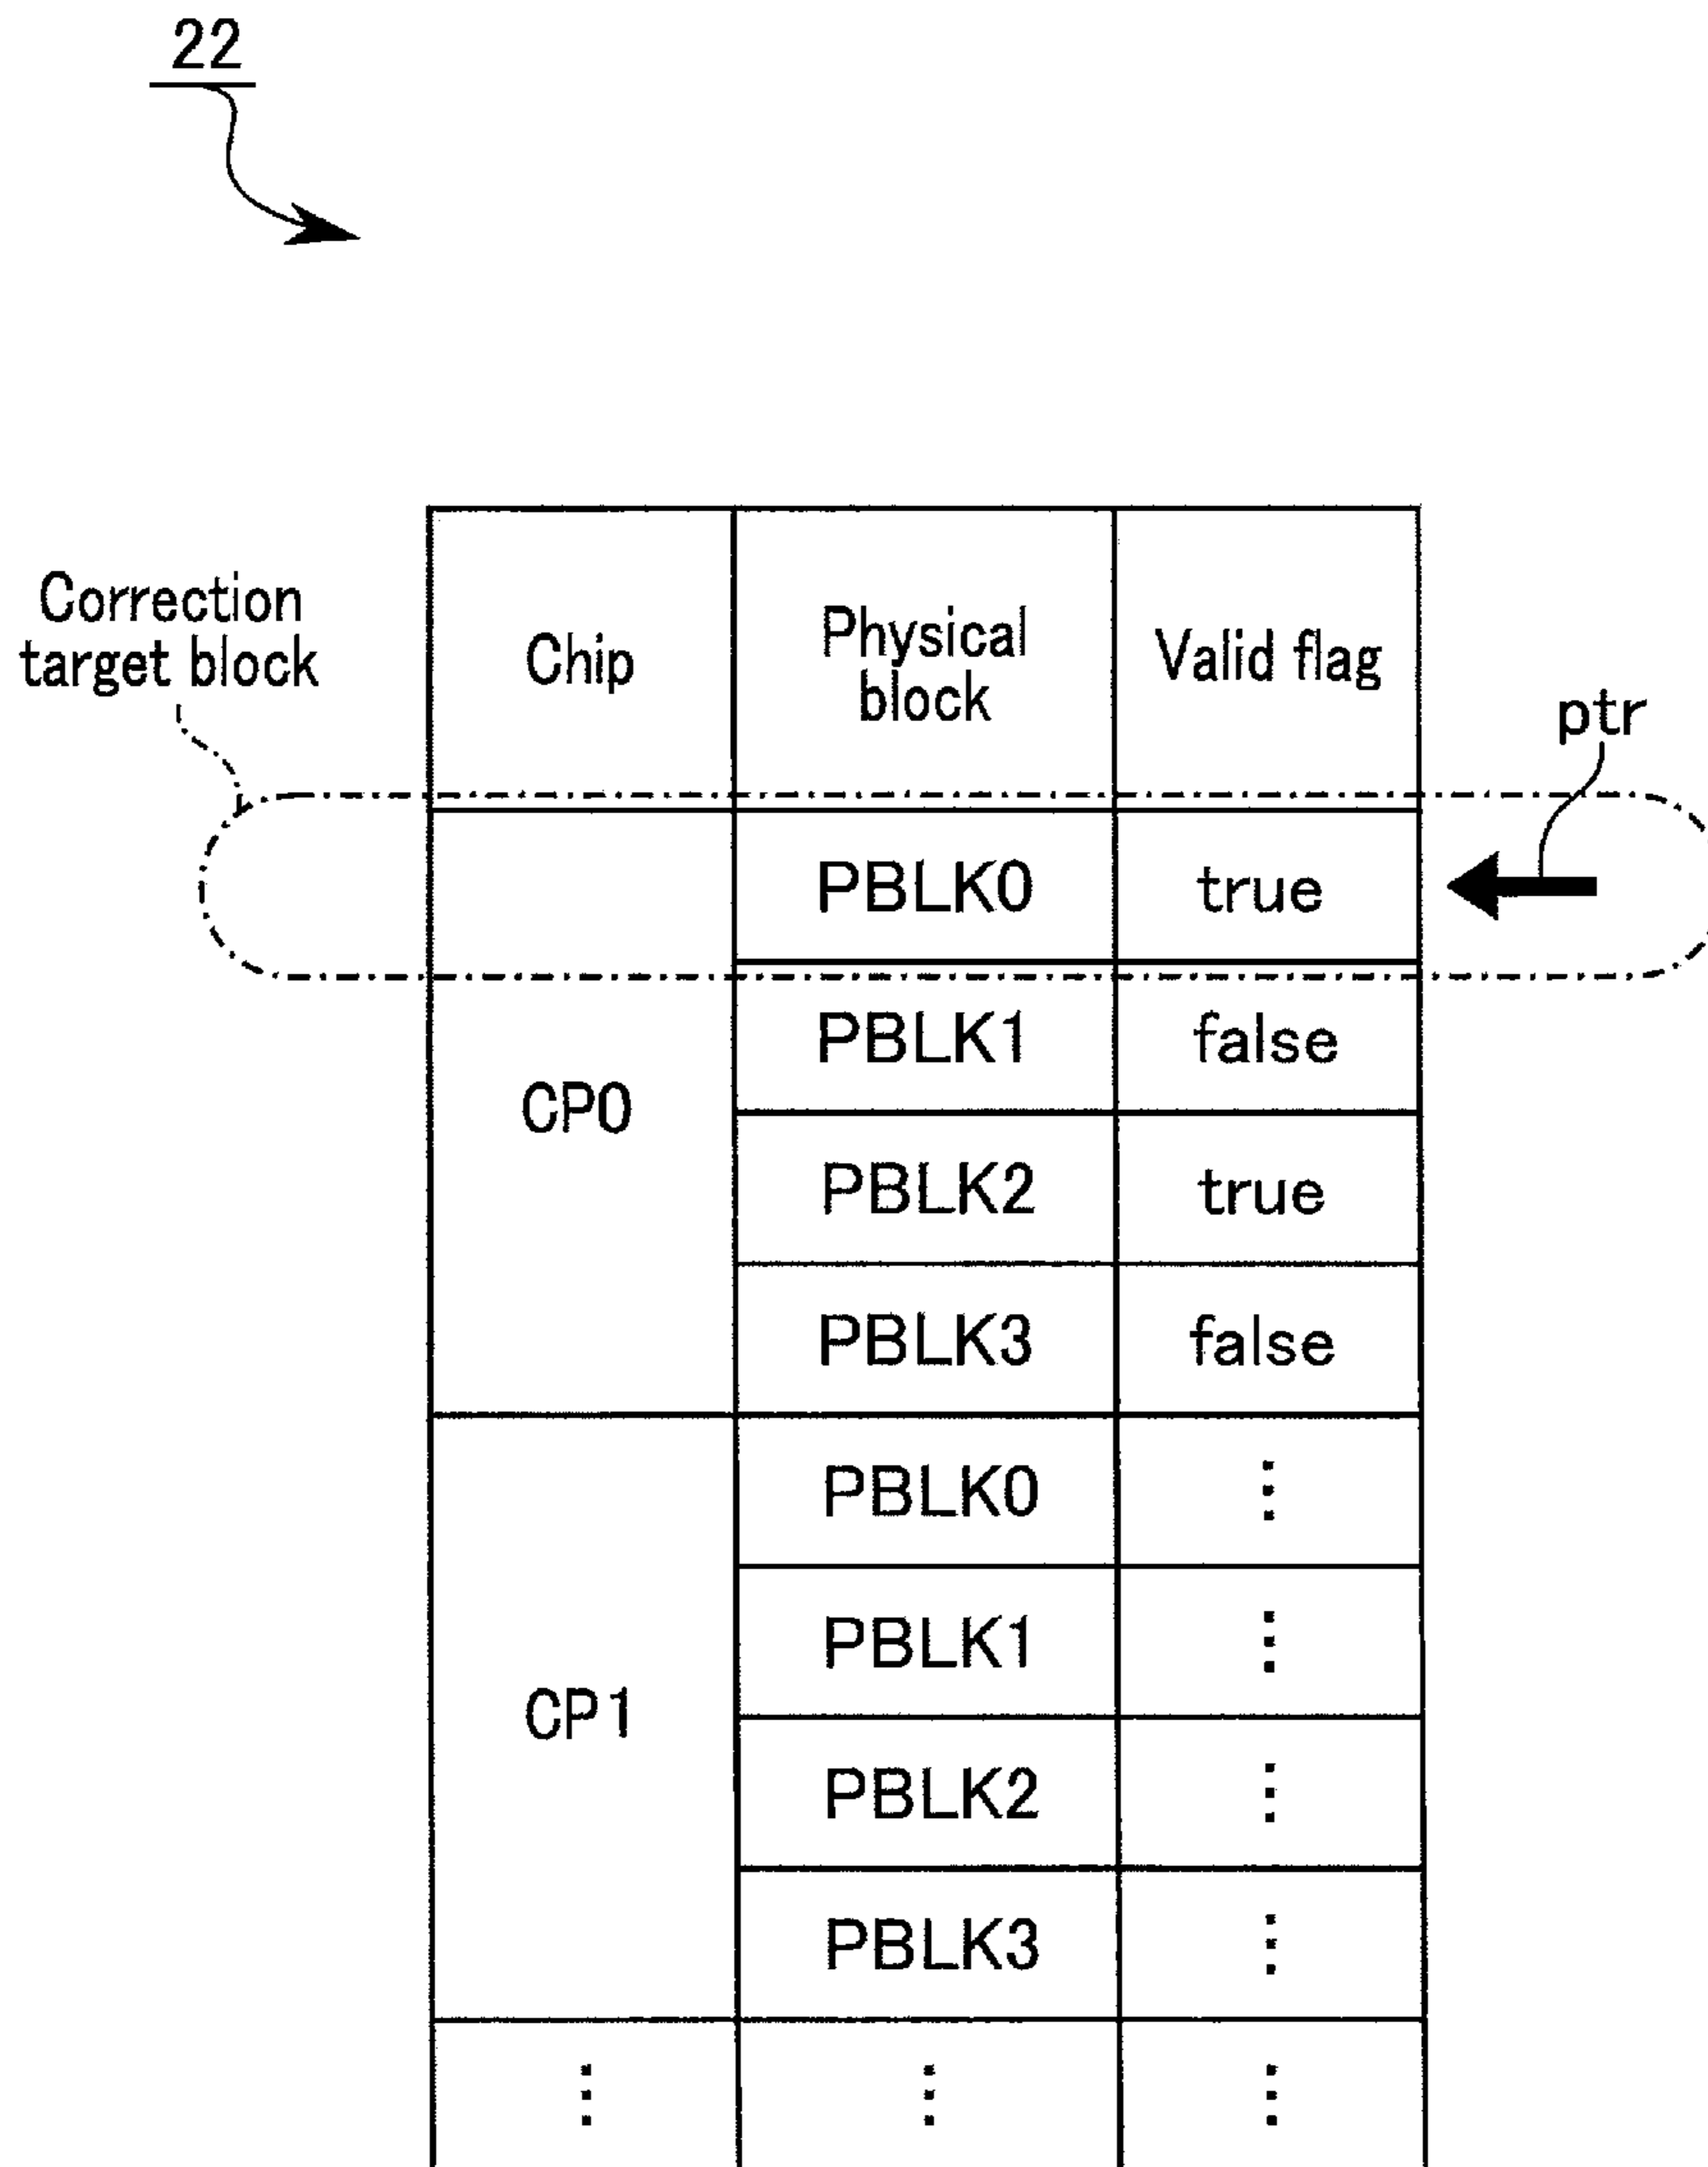 22
Correction
target block
Chip
Physical
block
Valid flag
ptr
PBLK0 true
CP0
PBLK1 false
PBLK2 true
PBLK3 false
CP1
PBLK0 ⋮
PBLK1 ⋮
PBLK2 ⋮
PBLK3 ⋮
⋮ ⋮ ⋮